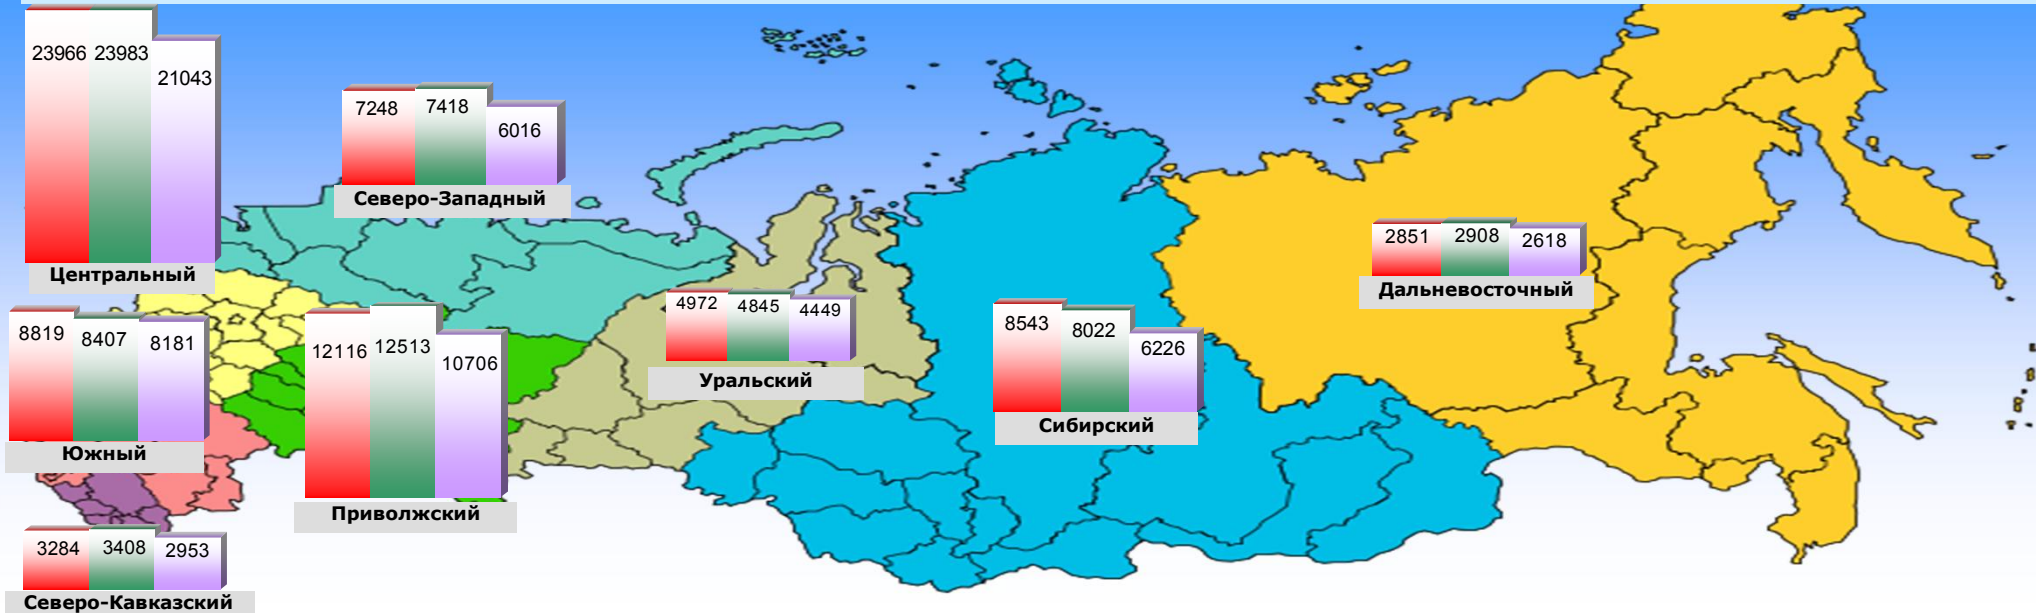 23966 23983 21043
Центральный
7248 7418 6016
Северо-Западный
2851 2908 2618
Дальневосточный
4972 4845 4449
Уральский
8543 8022 6226
Сибирский
8819 8407 8181
Южный
12116 12513 10706
Приволжский
3284 3408 2953
Северо-Кавказский